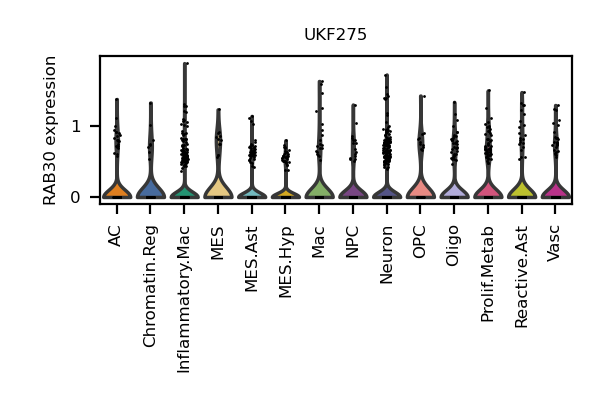 UKF275
RAB30 expression
1
0
AC
Chromatin.Reg
Inflammatory.Mac
MES
MES.Ast
MES.Hyp
Mac
NPC
Neuron
OPC
Oligo
Prolif.Metab
Reactive.Ast
Vasc